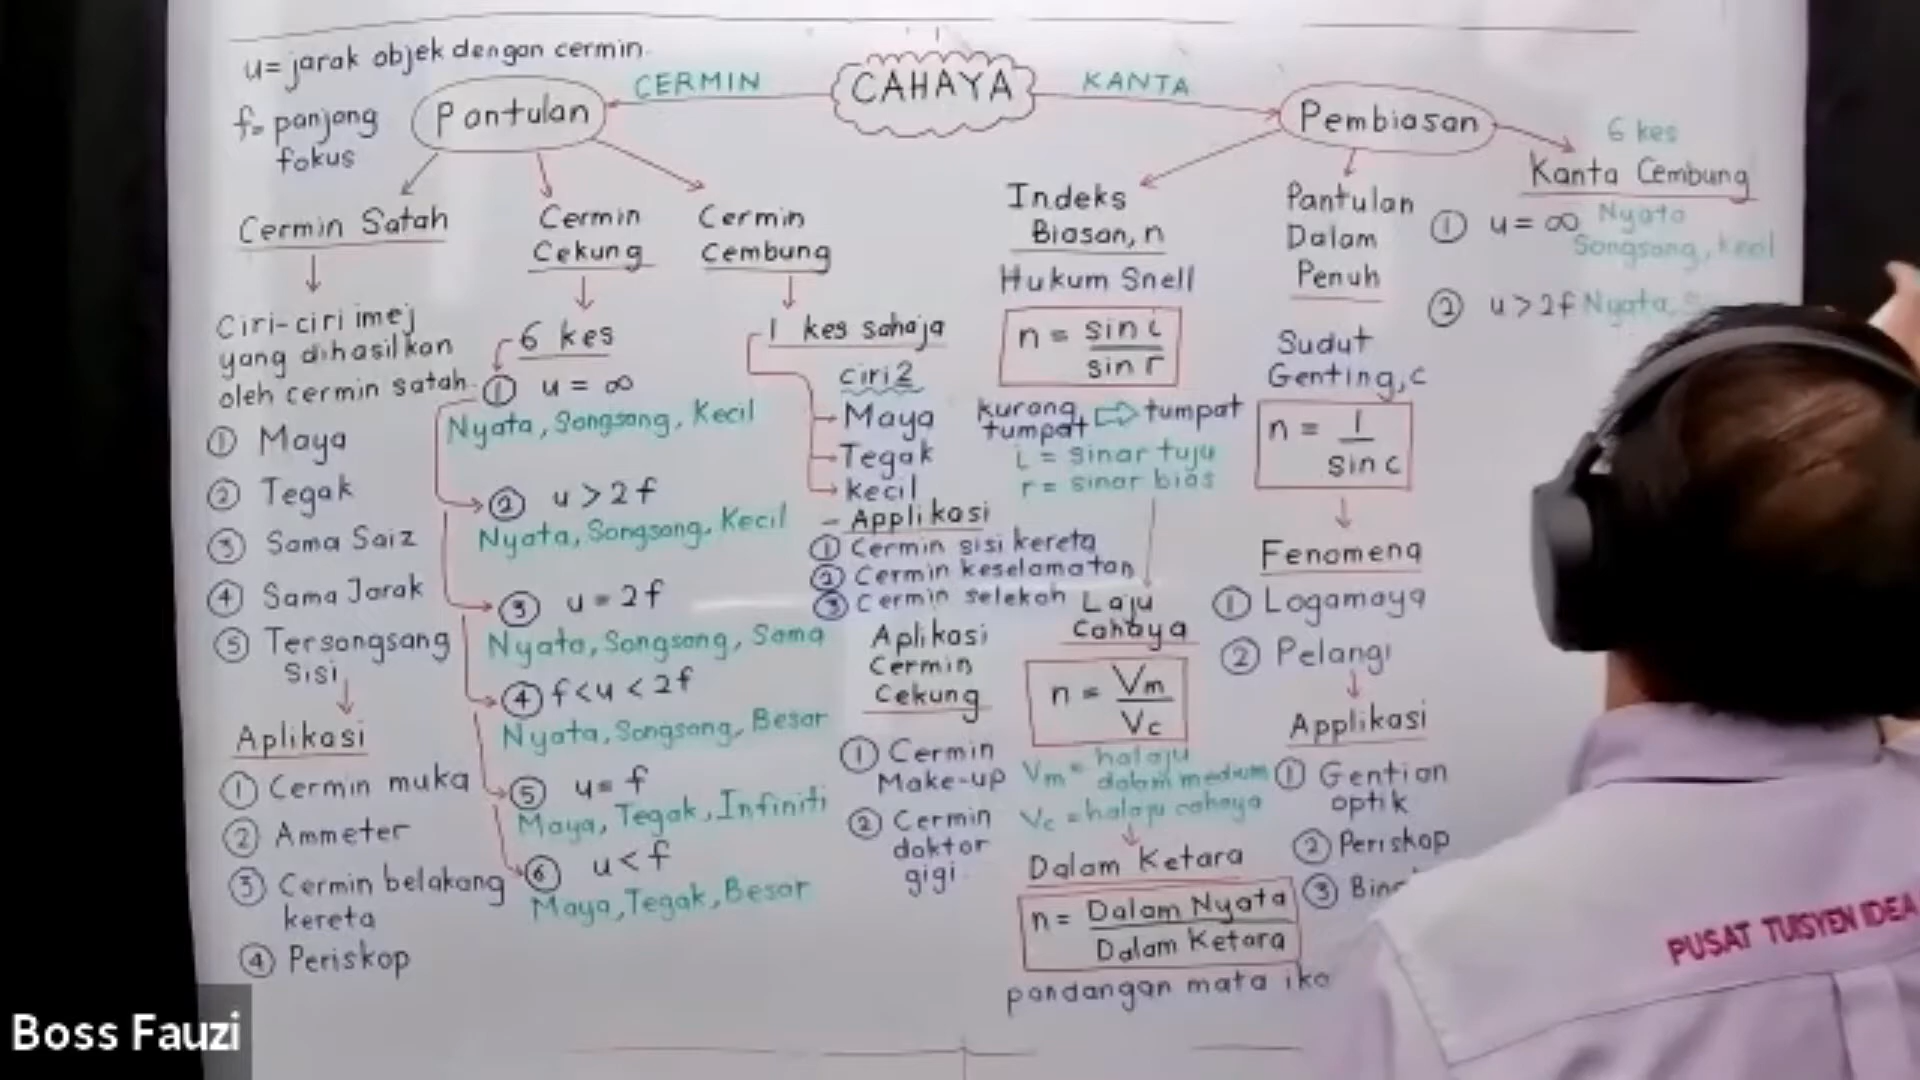 u = jarak objek dengan cermin.
f = panjang
fokus
CERMIN
CAHAYA
KANTA
Pantulan
Pembiasan
Cermin Satah
Ciri-ciri imej
yang dihasilkan
oleh cermin satah.
① Maya
② Tegak
③ Sama Saiz
④ Sama Jarak
⑤ Tersongsang
Sisi
Aplikasi
① Cermin muka
② Ammeter
③ Cermin belakang
kereta
④ Periskop
Cermin
Cekung
6 kes
① u = ∞
Nyata, Songsang, Kecil
② u > 2f
Nyata, Songsang, Kecil
③ u = 2f
Nyata, Songsang, Sama
④ f < u < 2f
Nyata, Songsang, Besar
⑤ u = f
Maya, Tegak, Infiniti
⑥ u < f
Maya, Tegak, Besar
Cermin
Cembung
1 kes sahaja
Ciri2
Maya
Tegak
kecil
- Applikasi
① Cermin sisi kereta
② Cermin keselamatan
③ Cermin selekoh
Aplikasi
Cermin
Cekung
① Cermin
Make-up
② Cermin
doktor
gigi.
Indeks
Biasan, n
Hukum Snell
n = sin i
sin r
kurang tumpat ⇨ tumpat
i = sinar tuju
r = sinar bias
Laju
Cahaya
n = Vm
Vc
Vm = halaju
dalam medium
Vc = halaju cahaya
Dalam Ketara
n = Dalam Nyata
Dalam Ketara
pandangan mata ika
Pantulan
Dalam
Penuh
Sudut
Genting, c
n = 1
sin c
Fenomena
① Logamaya
② Pelangi
Applikasi
① Gentian
optik
② Periskop
③ Bino
6 kes
Kanta Cembung
① u = ∞ Nyata
Songsang, kecil
② u > 2f Nyata, S
PUSAT TUISYEN IDEA
Boss Fauzi